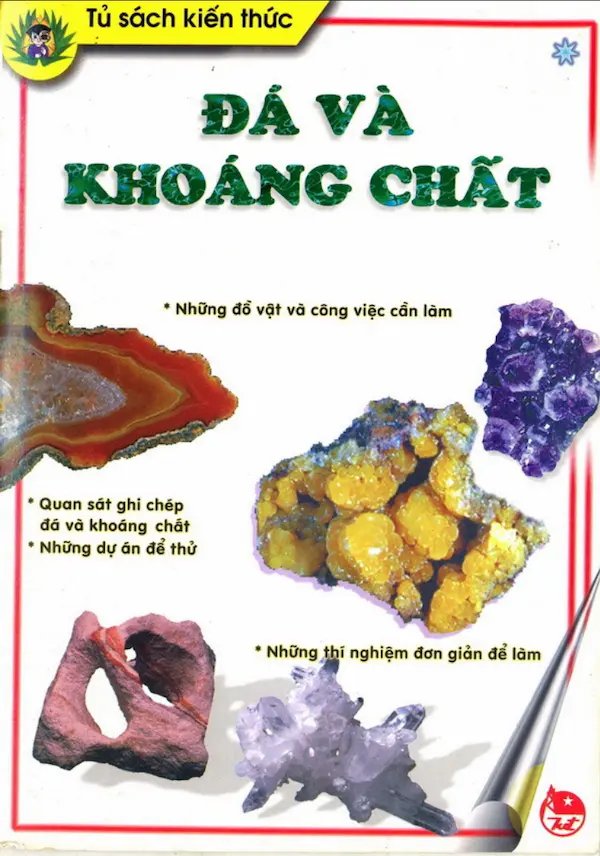 Tủ sách kiến thức
ĐÁ VÀ
KHOÁNG CHẤT
* Những đồ vật và công việc cần làm
* Quan sát ghi chép
đá và khoáng chất
* Những dự án để thử
* Những thí nghiệm đơn giản để làm